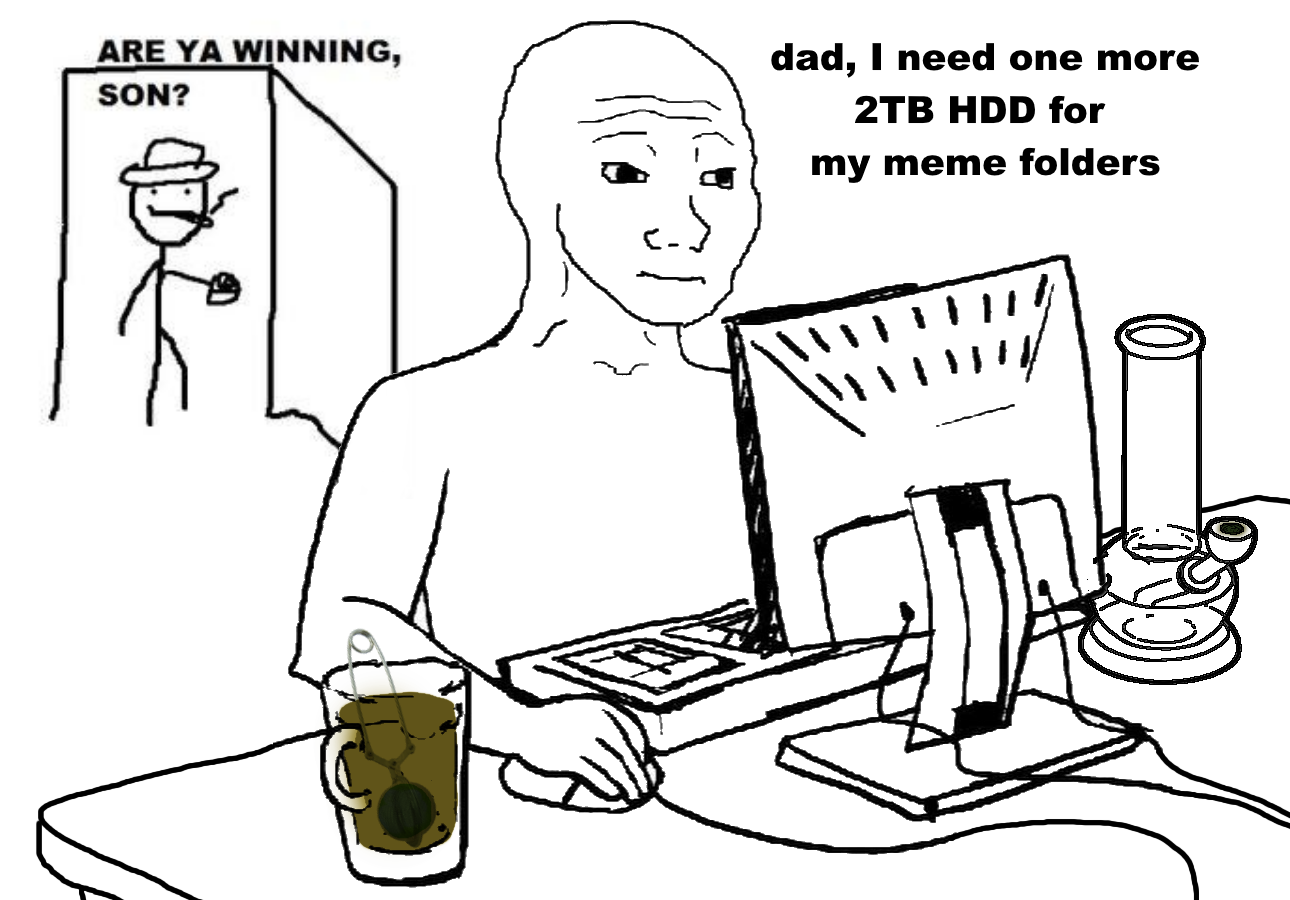 ARE YA WINNING,
SON?
dad, I need one more
2TB HDD for
my meme folders